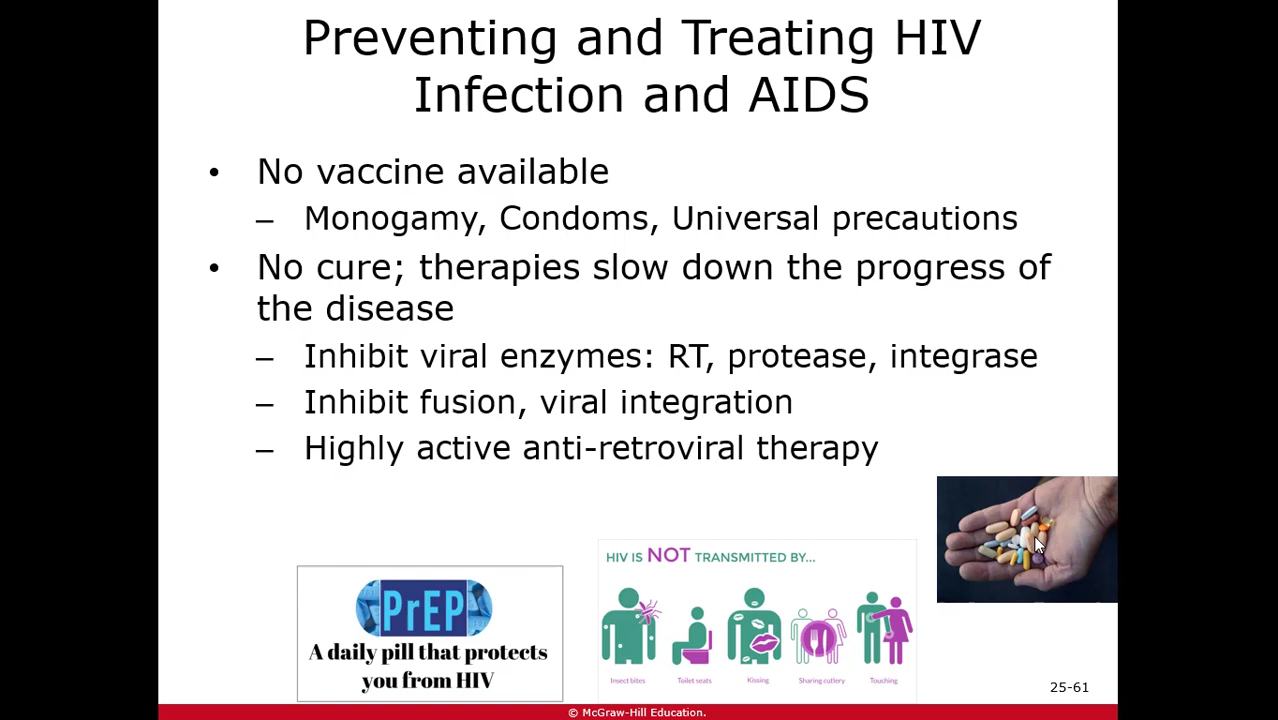 Preventing and Treating HIV
Infection and AIDS
• No vaccine available
– Monogamy, Condoms, Universal precautions
• No cure; therapies slow down the progress of
the disease
– Inhibit viral enzymes: RT, protease, integrase
– Inhibit fusion, viral integration
– Highly active anti-retroviral therapy
PrEP
A daily pill that protects
you from HIV
HIV IS NOT TRANSMITTED BY...
Insect bites
Toilet seats
Kissing
Sharing cutlery
Touching
25-61
© McGraw-Hill Education.